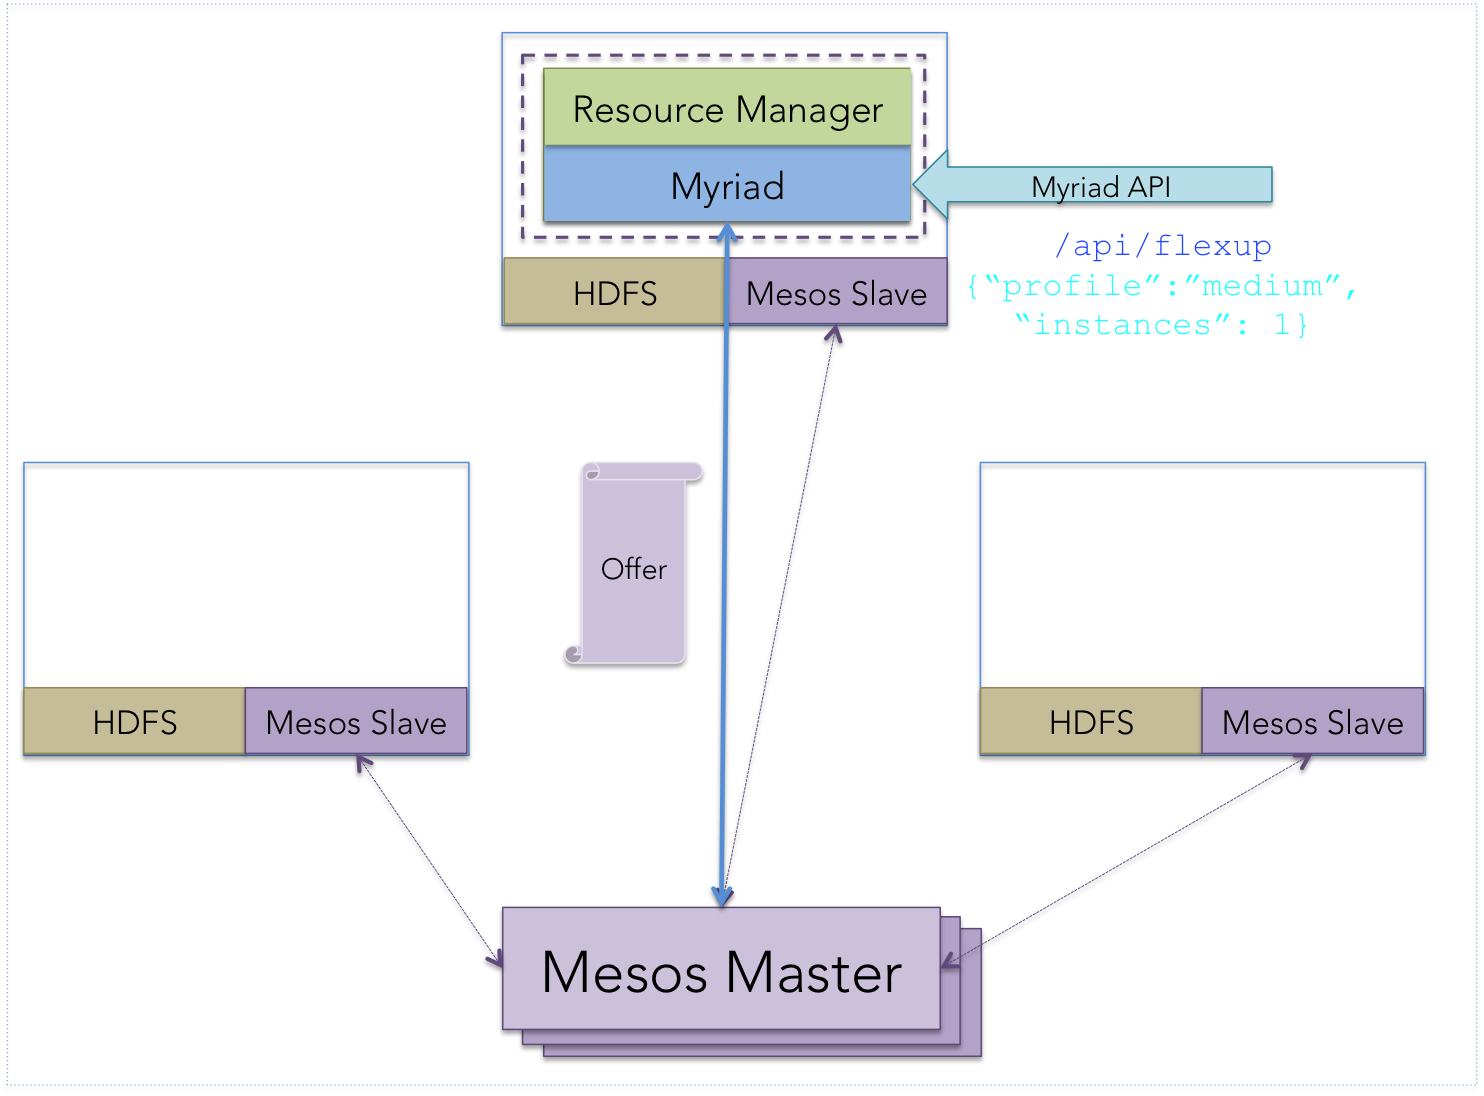 Resource Manager
Myriad
Myriad API
/api/flexup
{“profile”:”medium”,
“instances”: 1}
HDFS
Mesos Slave
Offer
HDFS
Mesos Slave
HDFS
Mesos Slave
Mesos Master